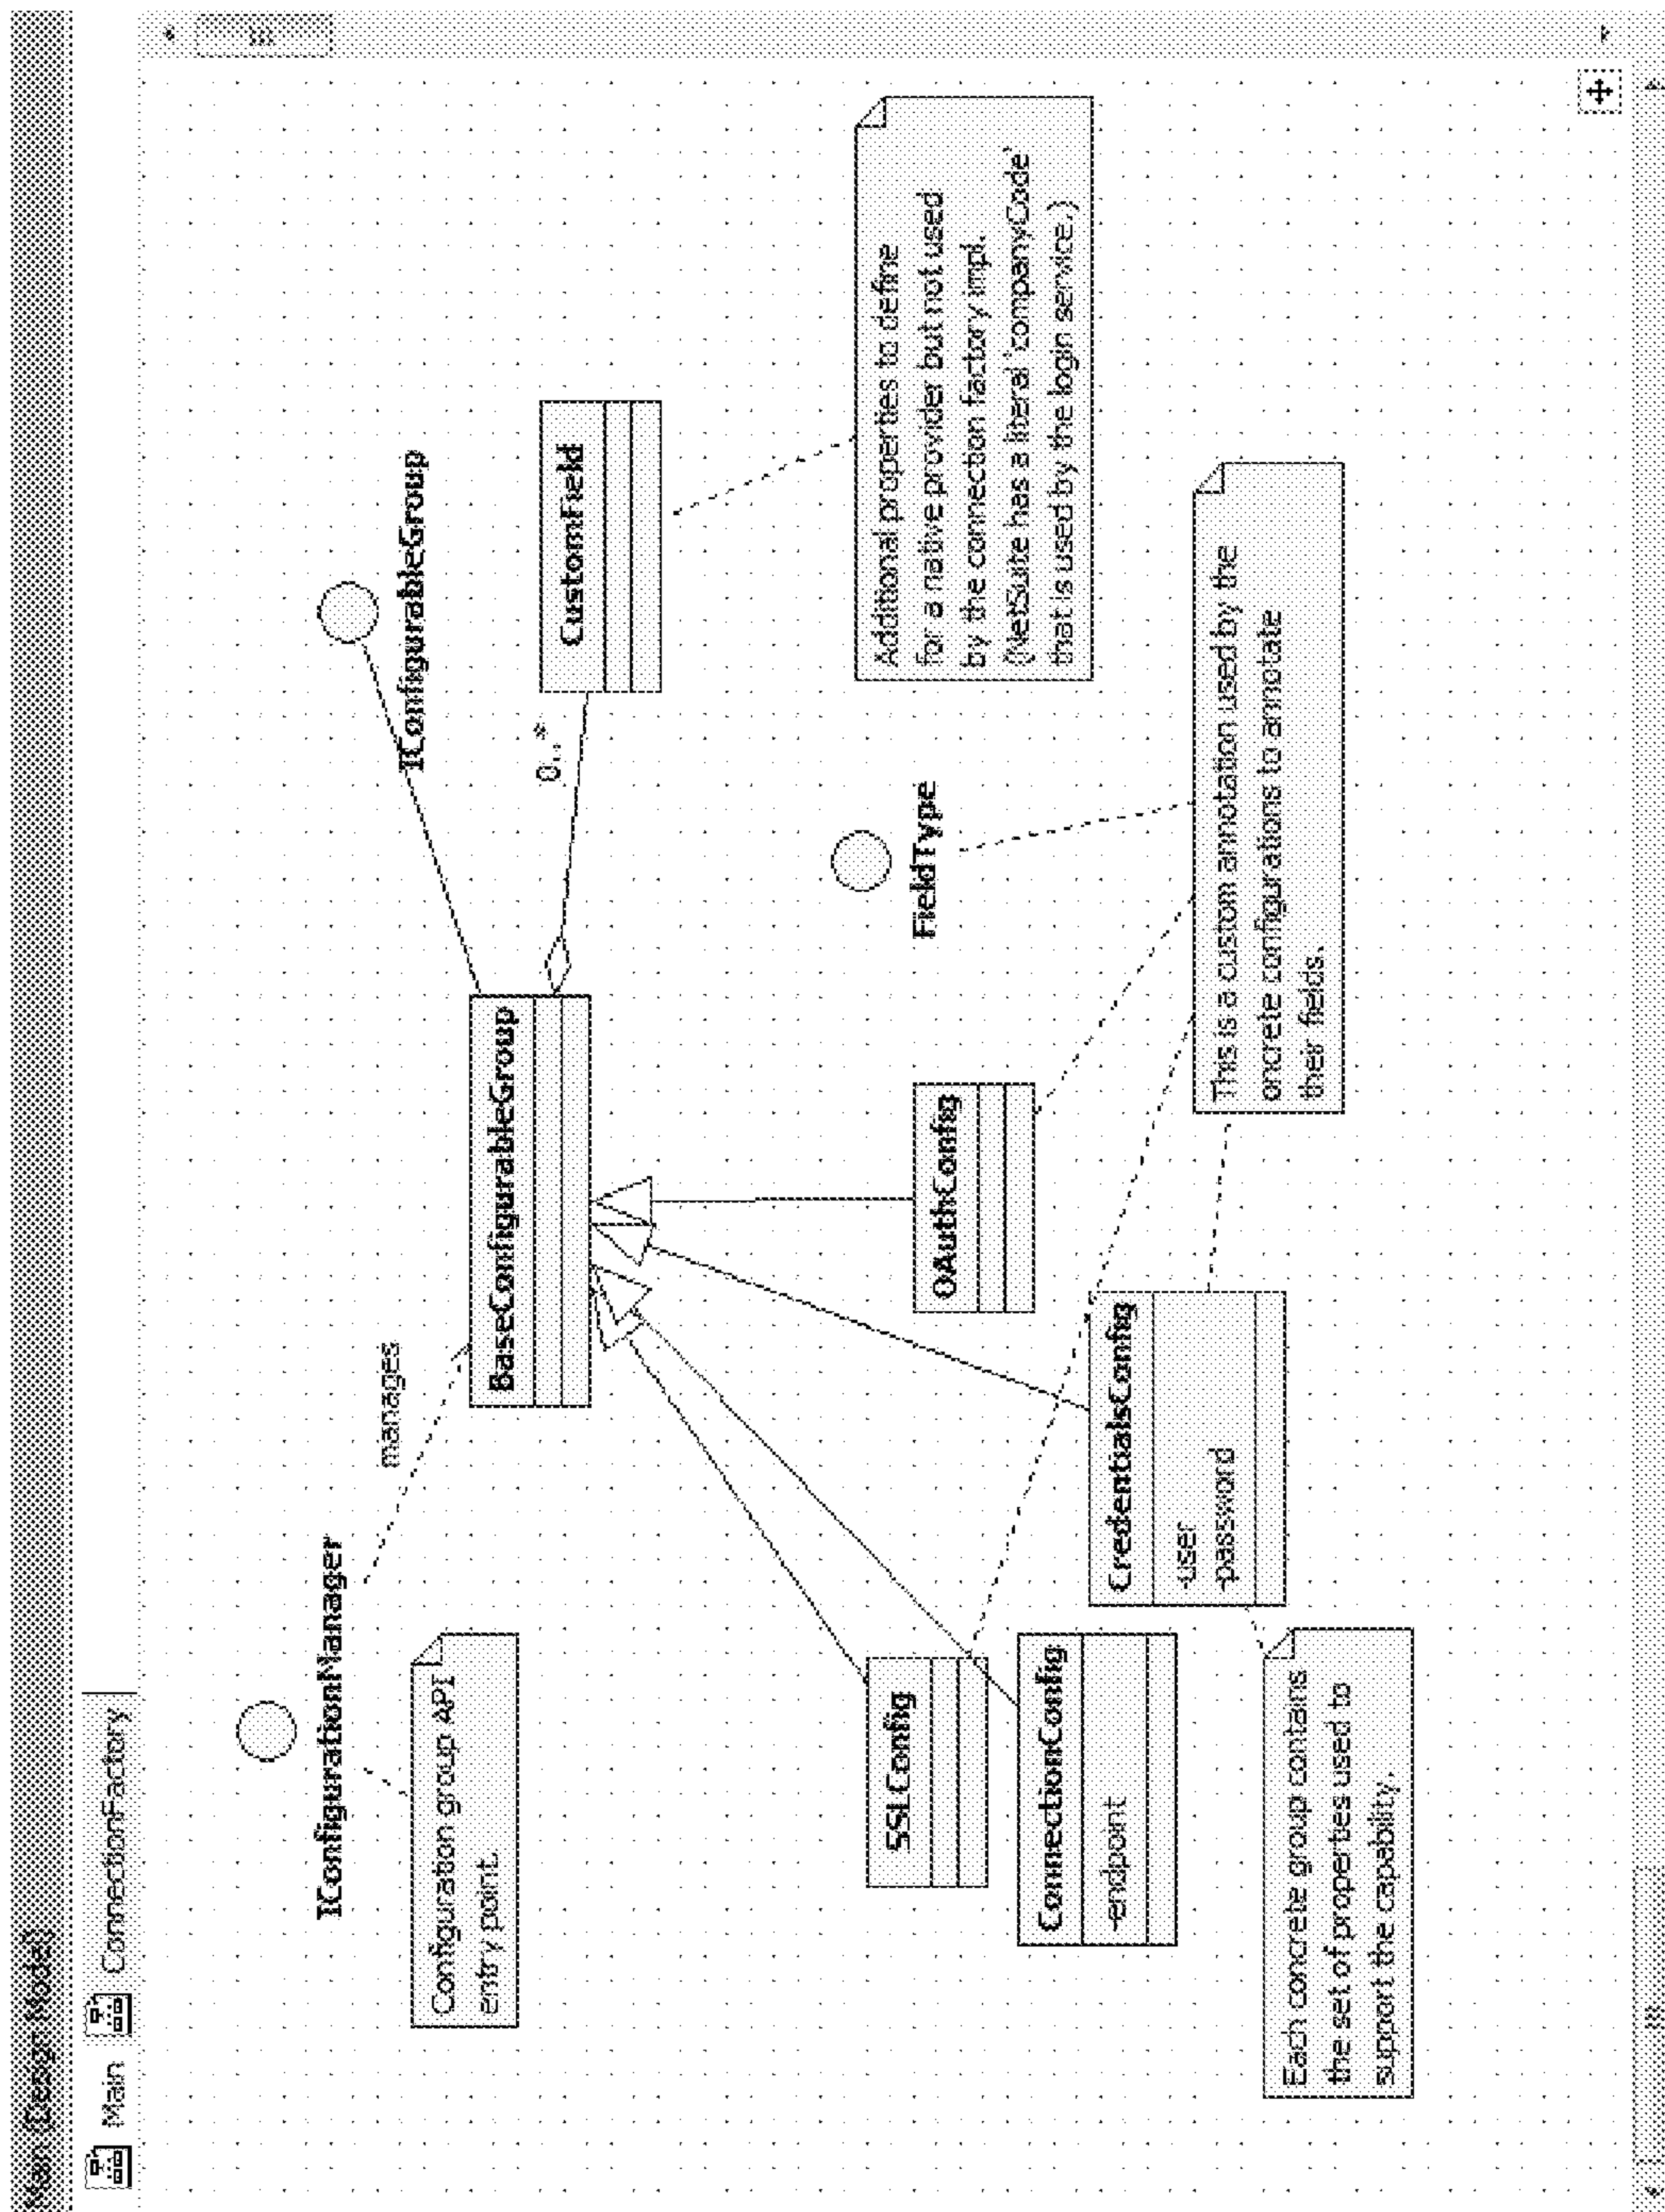 Main (Design Model)
Main
ConnectionFactory
IConfigurationManager
manages
IConfigurableGroup
Configuration group API
entry point.
BaseConfigurableGroup
0..*
CustomField
SSLConfig
OAuthConfig
FieldType
Additional properties to define
for a native provider but not used
by the connection factory impl.
(NetSuite has a literal 'companyCode'
that is used by the login service.)
ConnectionConfig
-endpoint
CredentialsConfig
-user
-password
This is a custom annotation used by the
oncrete configurations to annotate
their fields.
Each concrete group contains
the set of properties used to
support the capability.